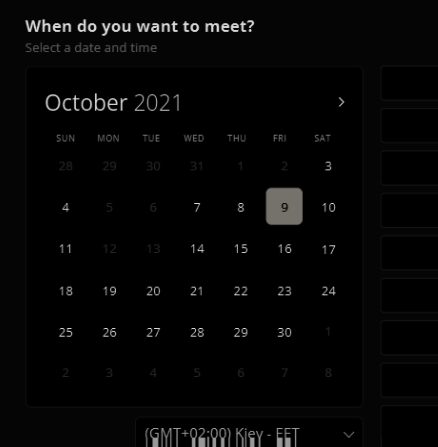 When do you want to meet?
Select a date and time
October 2021
SUN MON TUE WED THU FRI SAT
28 29 30 31 1 2 3
4 5 6 7 8 9 10
11 12 13 14 15 16 17
18 19 20 21 22 23 24
25 26 27 28 29 30 1
2 3 4 5 6 7 8
(GMT+02:00) Kiev - EET